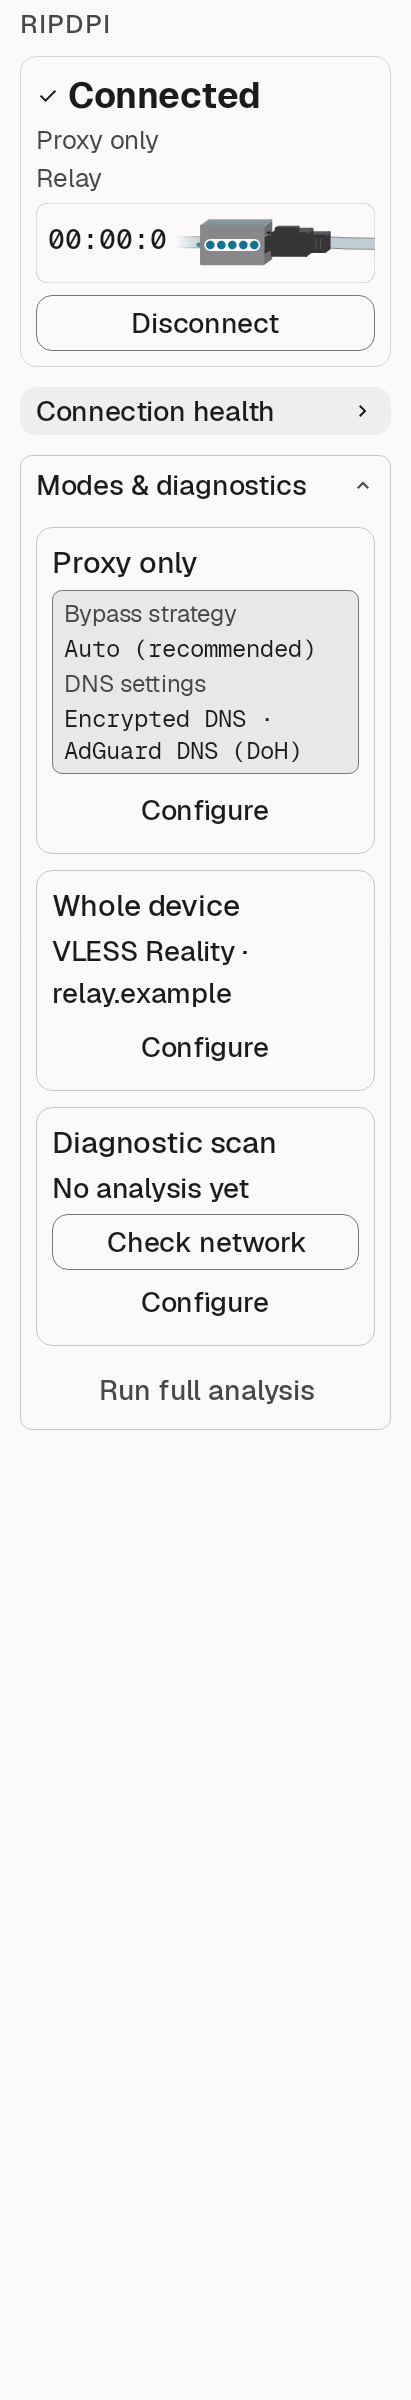 RIPDPI
Connected
Proxy only
Relay
00:00:0
Disconnect
Connection health
Modes & diagnostics
Proxy only
Bypass strategy
Auto (recommended)
DNS settings
Encrypted DNS ·
AdGuard DNS (DoH)
Configure
Whole device
VLESS Reality ·
relay.example
Configure
Diagnostic scan
No analysis yet
Check network
Configure
Run full analysis